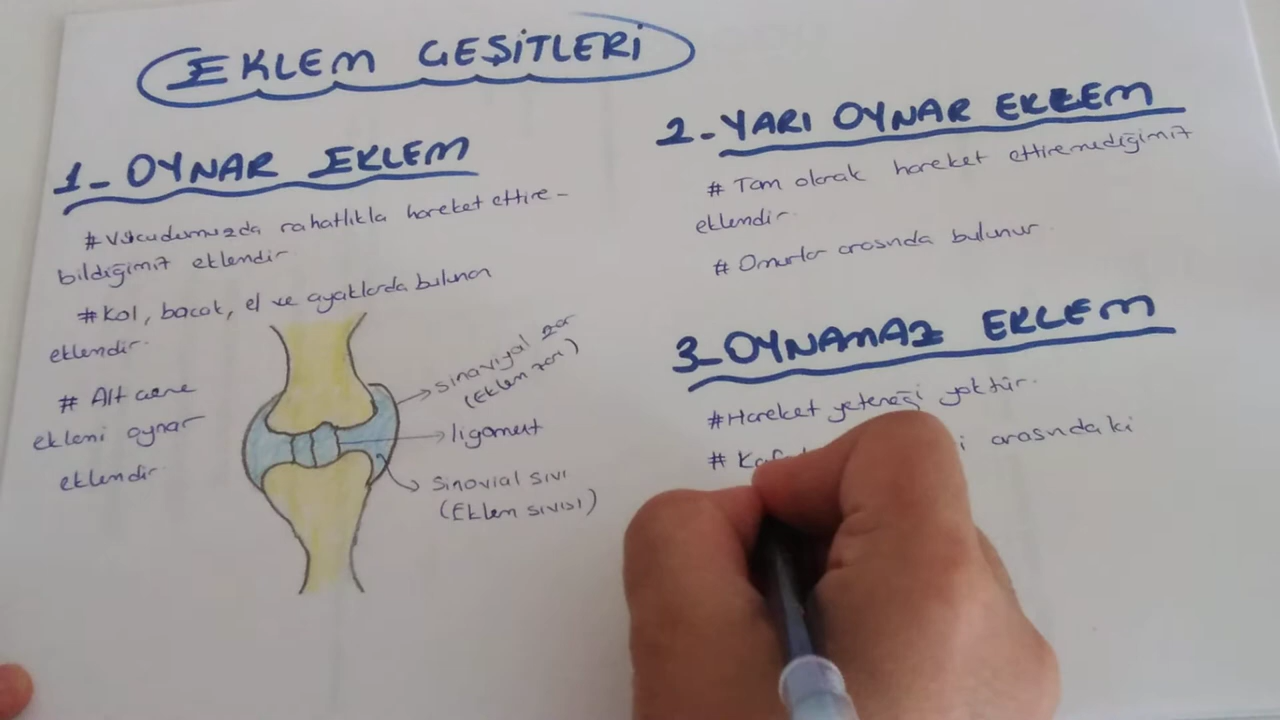 EKLEM ÇEŞİTLERİ
1- OYNAR EKLEM
# Vücudumuzda rahatlıkla hareket ettire-
bildiğimiz eklemdir.
# Kol, bacak, el ve ayaklarda bulunan
eklemdir.
# Alt çene
eklemi oynar
eklemdir.
sinoviyal zar
(Eklem zarı)
ligament
Sinovial sıvı
(Eklem sıvısı)
2- YARI OYNAR EKLEM
# Tam olarak hareket ettiremediğimiz
eklemdir.
# Omurlar arasında bulunur.
3- OYNAMAZ EKLEM
# Hareket yeteneği yoktur.
# arasındaki